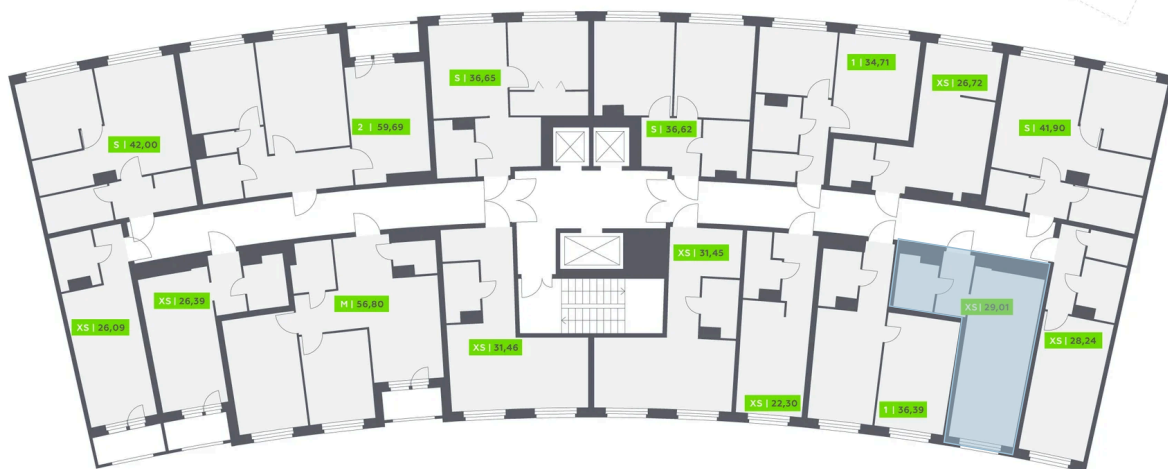 S | 36,65
1 | 34,71
XS | 26,72
2 | 59,69
S | 36,62
S | 41,90
S | 42,00
XS | 31,45
XS | 26,39
M | 56,80
XS | 29,01
XS | 26,09
XS | 31,46
XS | 28,24
XS | 22,30
1 | 36,39